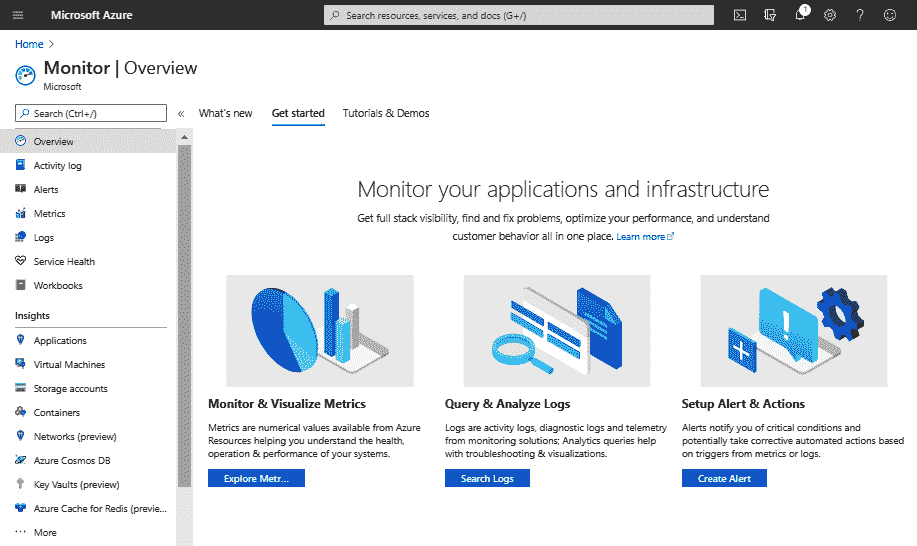 Microsoft Azure
Search resources, services, and docs (G+/)
1
Home
Monitor | Overview
Microsoft
Search (Ctrl+/)
«
What's new
Get started
Tutorials & Demos
Overview
Activity log
Alerts
Metrics
Logs
Service Health
Workbooks
Insights
Applications
Virtual Machines
Storage accounts
Containers
Networks (preview)
Azure Cosmos DB
Key Vaults (preview)
Azure Cache for Redis (previe...
More
Monitor your applications and infrastructure
Get full stack visibility, find and fix problems, optimize your performance, and understand
customer behavior all in one place. Learn more
Monitor & Visualize Metrics
Metrics are numerical values available from Azure
Resources helping you understand the health,
operation & performance of your systems.
Explore Metr...
Query & Analyze Logs
Logs are activity logs, diagnostic logs and telemetry
from monitoring solutions; Analytics queries help
with troubleshooting & visualizations.
Search Logs
Setup Alert & Actions
Alerts notify you of critical conditions and
potentially take corrective automated actions based
on triggers from metrics or logs.
Create Alert